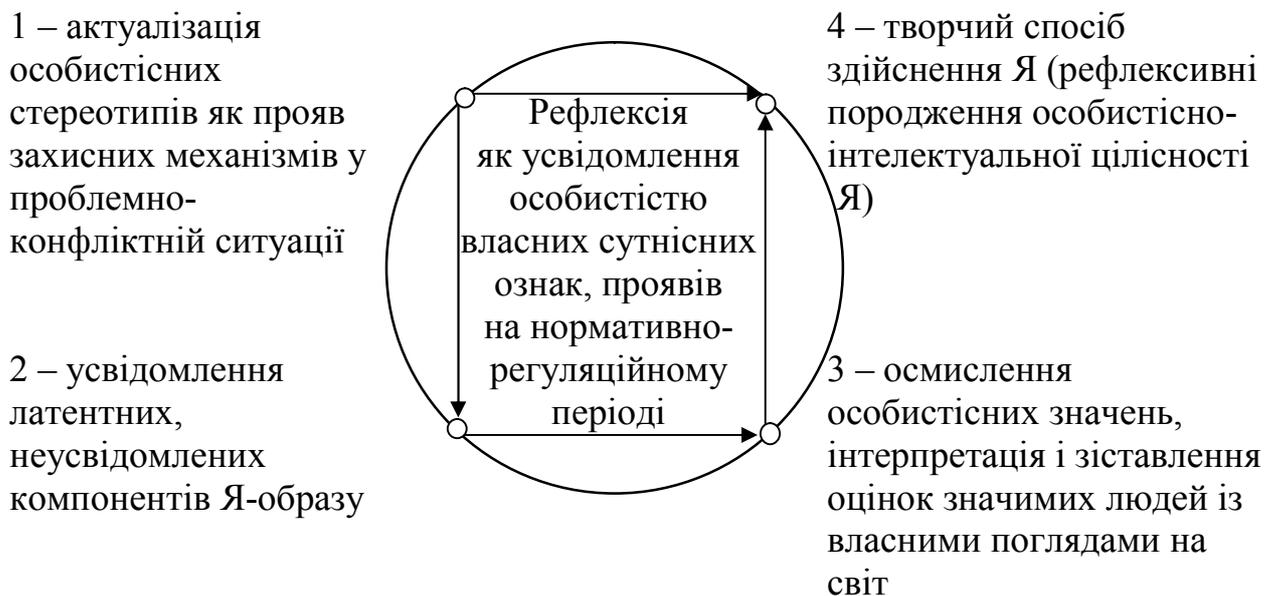 1 – актуалізація
особистісних
стереотипів як прояв
захисних механізмів у
проблемно-
конфліктній ситуації
4 – творчий спосіб
здійснення Я (рефлексивні
породження особистісно-
інтелектуальної цілісності
Я)
Рефлексія
як усвідомлення
особистістю
власних сутнісних
ознак, проявів
на нормативно-
регуляційному
періоді
2 – усвідомлення
латентних,
неусвідомлених
компонентів Я-образу
3 – осмислення
особистісних значень,
інтерпретація і зіставлення
оцінок значимих людей із
власними поглядами на
світ